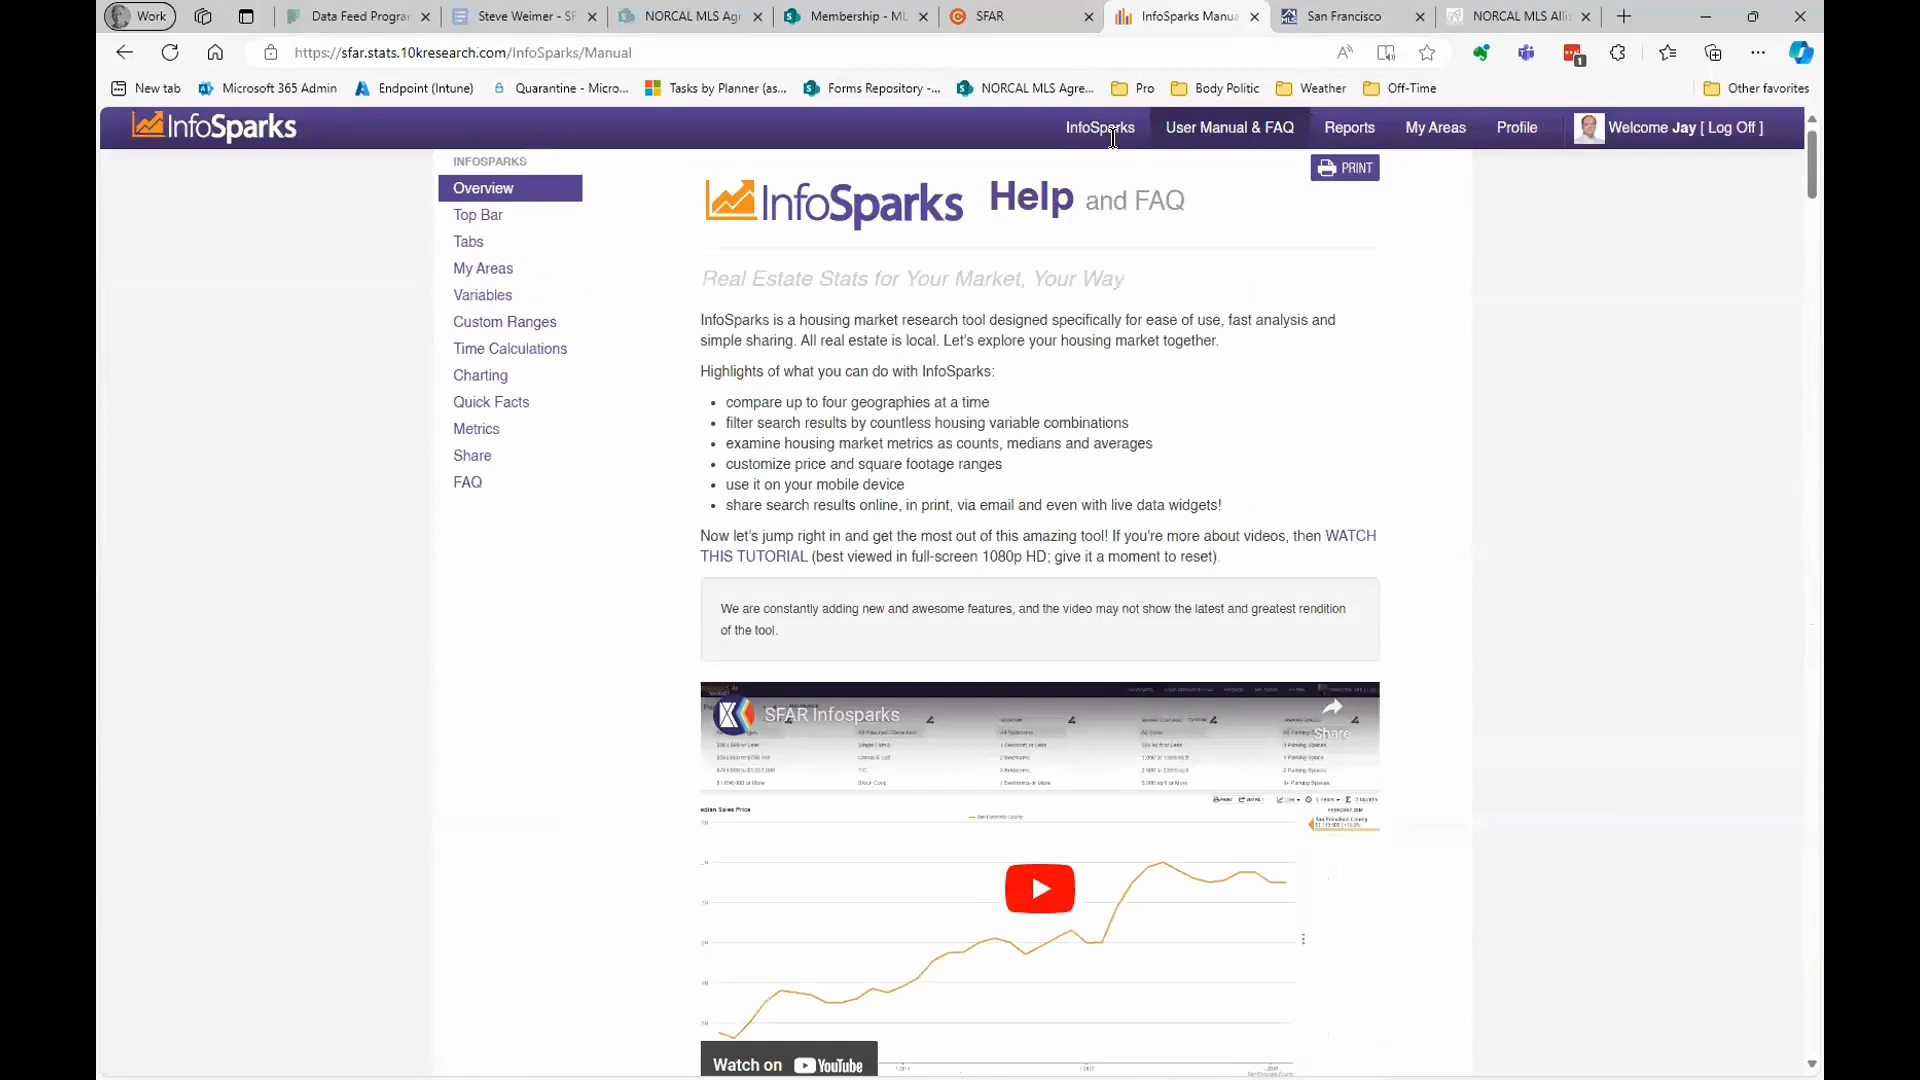 Work
Data Feed Progra
Steve Weimer - SF
NORCAL MLS Agr
Membership - ML
SFAR
InfoSparks Manua
San Francisco
NORCAL MLS Allia
https://sfar.stats.10kresearch.com/InfoSparks/Manual
1
New tab
Microsoft 365 Admin
Endpoint (Intune)
Quarantine - Micro...
Tasks by Planner (as...
Forms Repository -...
NORCAL MLS Agre...
Pro
Body Politic
Weather
Off-Time
Other favorites
InfoSparks
InfoSparks
User Manual & FAQ
Reports
My Areas
Profile
Welcome Jay [ Log Off ]
INFOSPARKS
Overview
Top Bar
Tabs
My Areas
Variables
Custom Ranges
Time Calculations
Charting
Quick Facts
Metrics
Share
FAQ
PRINT
InfoSparks Help and FAQ
Real Estate Stats for Your Market, Your Way
InfoSparks is a housing market research tool designed specifically for ease of use, fast analysis and
simple sharing. All real estate is local. Let's explore your housing market together.
Highlights of what you can do with InfoSparks:
• compare up to four geographies at a time
• filter search results by countless housing variable combinations
• examine housing market metrics as counts, medians and averages
• customize price and square footage ranges
• use it on your mobile device
• share search results online, in print, via email and even with live data widgets!
Now let's jump right in and get the most out of this amazing tool! If you're more about videos, then WATCH
THIS TUTORIAL (best viewed in full-screen 1080p HD; give it a moment to reset).
We are constantly adding new and awesome features, and the video may not show the latest and greatest rendition
of the tool.
SFAR Infosparks
Share
Single Family
2 Bedrooms
edian Sales Price
San Francisco County
Watch on YouTube